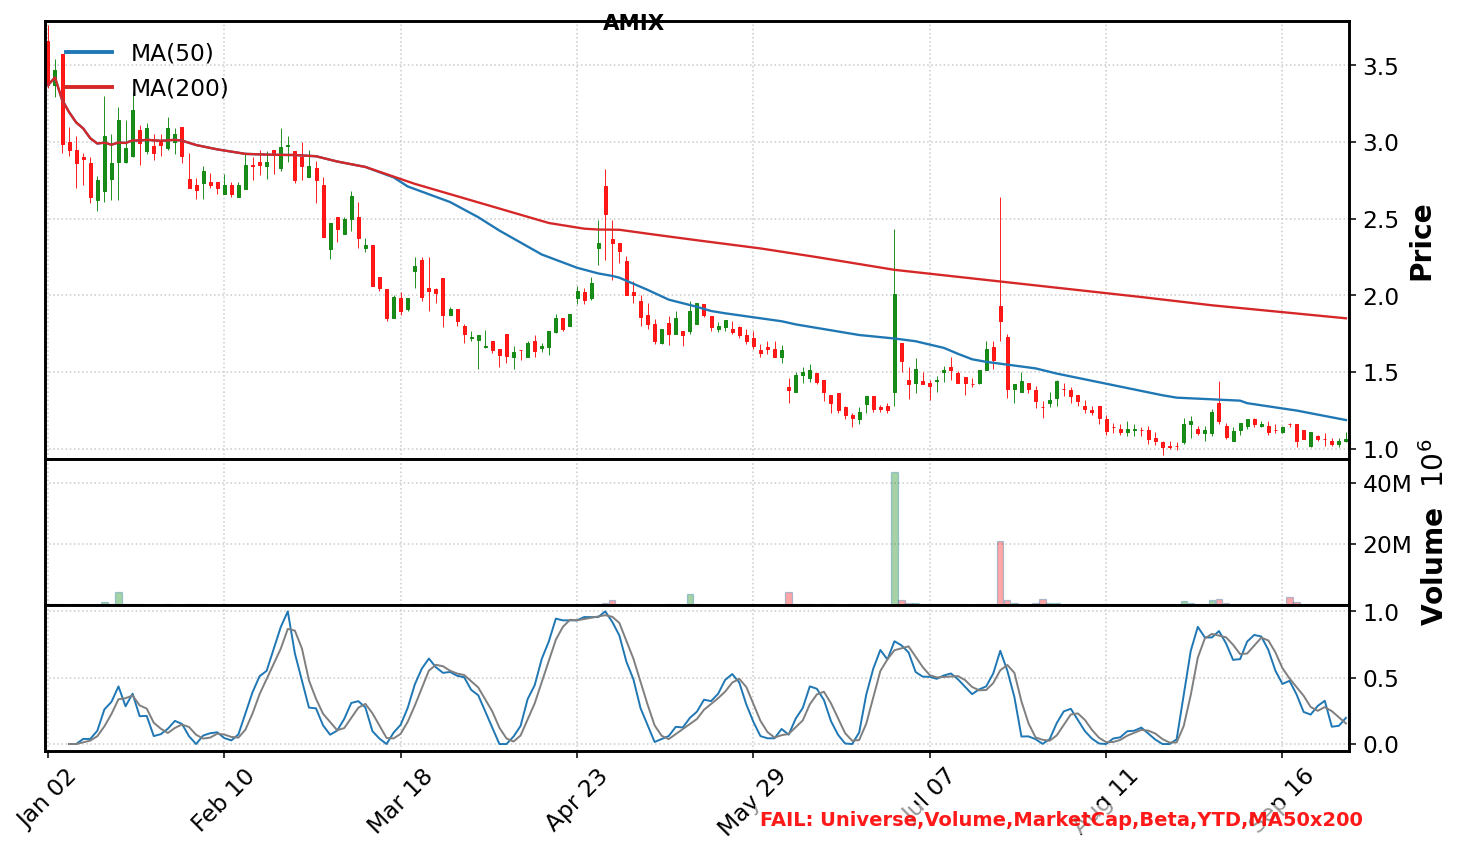 AMIX
MA(50)
MA(200)
3.5
3.0
2.5
2.0
1.5
1.0
Price
40M
20M
Volume 10^6
1.0
0.5
0.0
Jan 02
Feb 10
Mar 18
Apr 23
May 29
Jul 07
Aug 11
Sep 16
FAIL: Universe,Volume,MarketCap,Beta,YTD,MA50x200